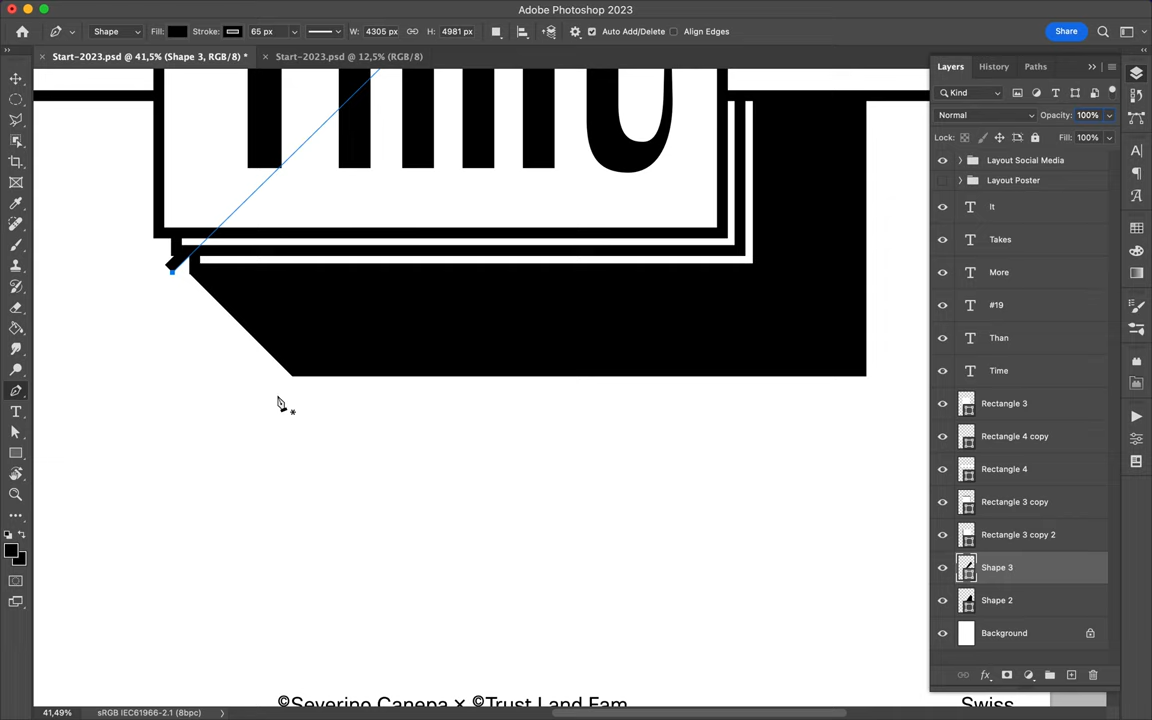 Adobe Photoshop 2023
Shape
Fill:
Stroke:
65 px
W: 4305 px
H: 4981 px
Auto Add/Delete
Align Edges
Share
Start-2023.psd @ 41,5% (Shape 3, RGB/8) *
Start-2023.psd @ 12,5% (RGB/8)
Layers
History
Paths
Kind
Normal
Opacity: 100%
Lock:
Fill: 100%
Layout Social Media
Layout Poster
It
Takes
More
#19
Than
Time
Rectangle 3
Rectangle 4 copy
Rectangle 4
Rectangle 3 copy
Rectangle 3 copy 2
Shape 3
Shape 2
Background
©Severino Canepa × ©Trust Land Fam
Swiss
41,49%
sRGB IEC61966-2.1 (8bpc)